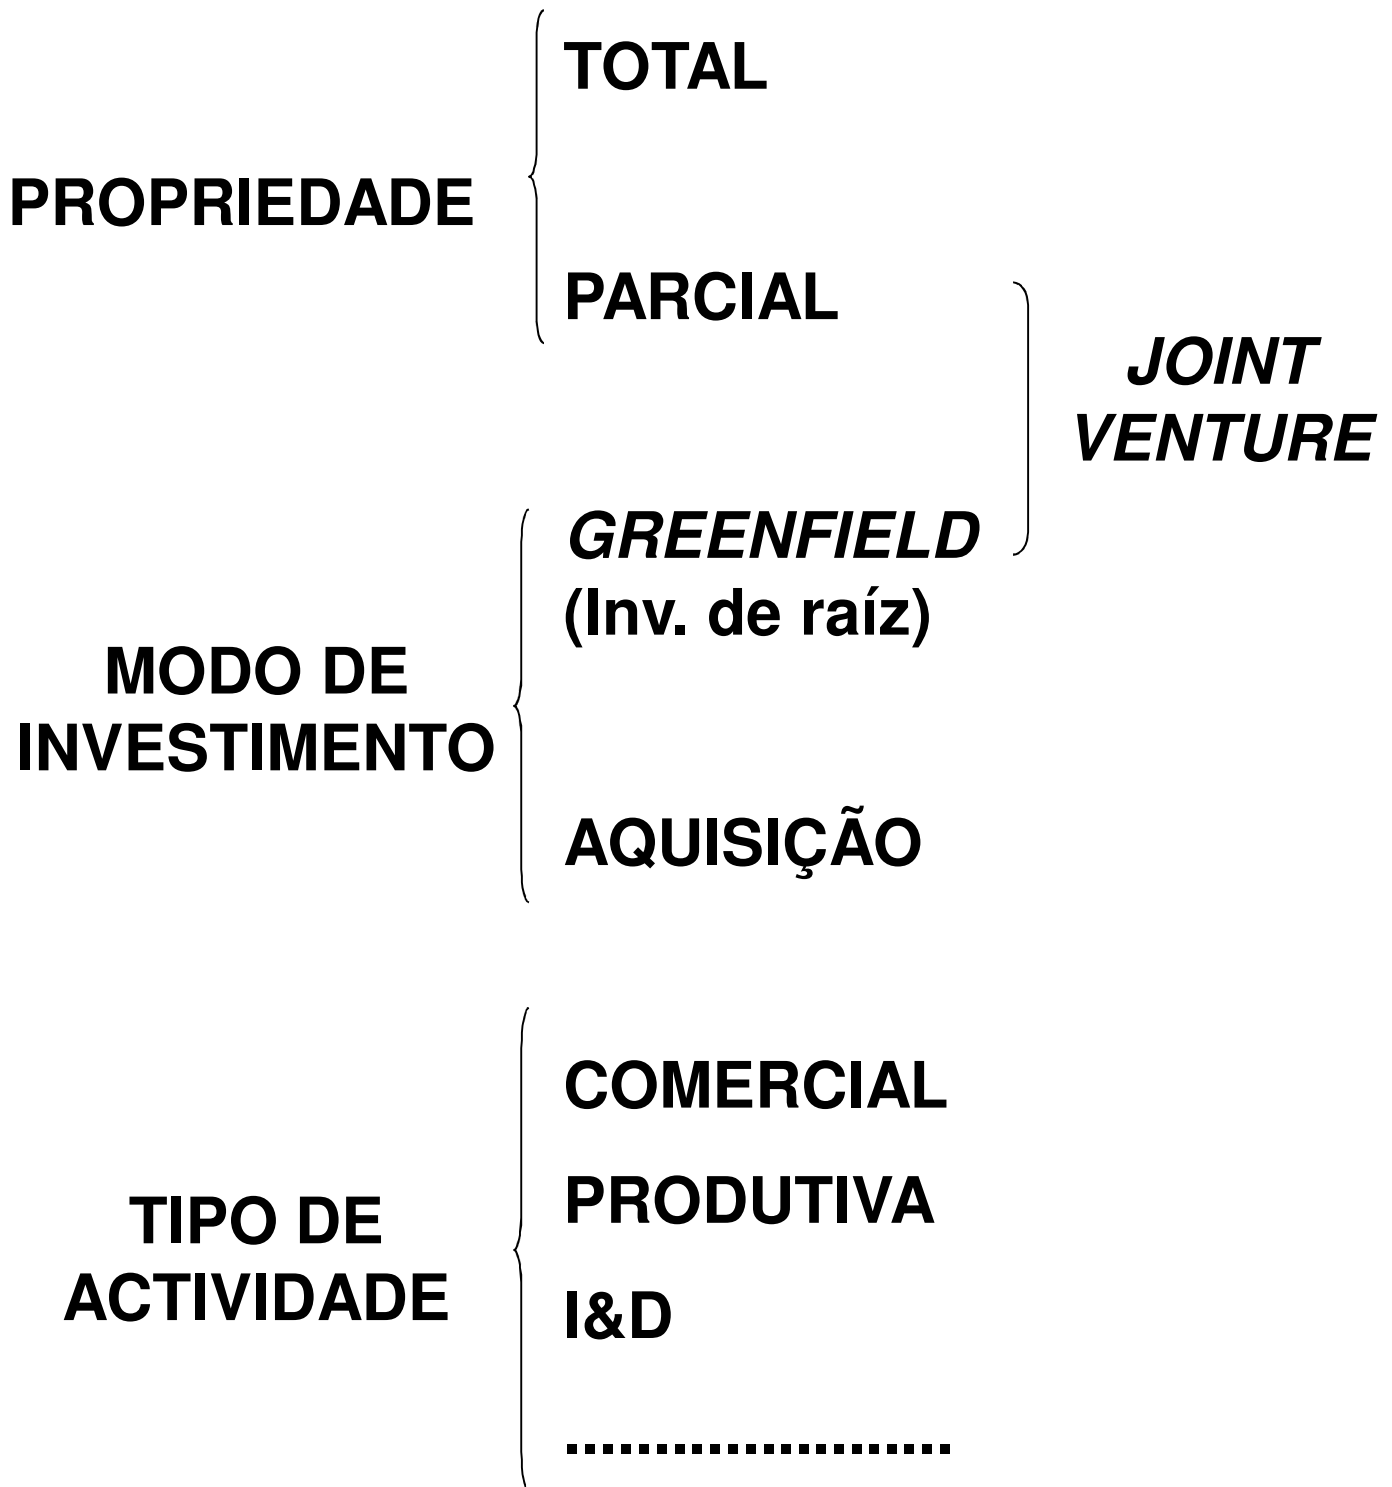 TOTAL
PROPRIEDADE
PARCIAL
JOINT
VENTURE
GREENFIELD
(Inv. de raíz)
MODO DE
INVESTIMENTO
AQUISIÇÃO
COMERCIAL
PRODUTIVA
TIPO DE
ACTIVIDADE
I&D
......................